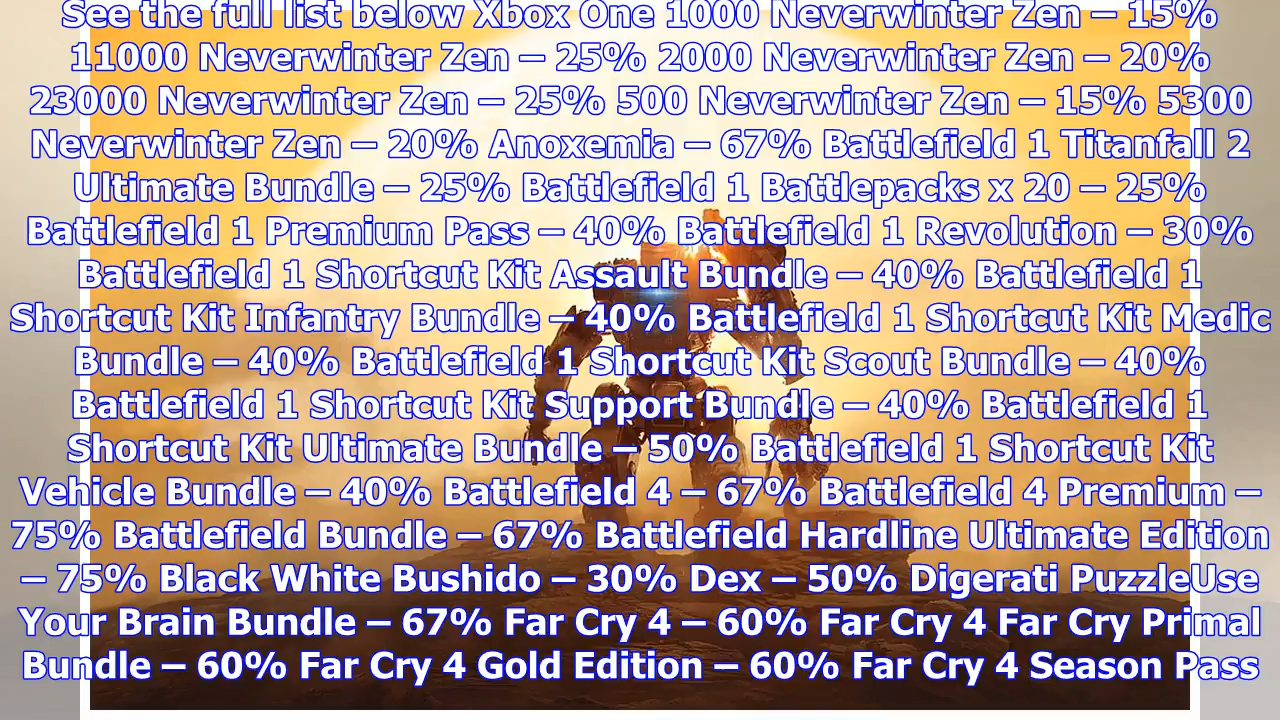 See the full list below Xbox One 1000 Neverwinter Zen – 15%
11000 Neverwinter Zen – 25% 2000 Neverwinter Zen – 20%
23000 Neverwinter Zen – 25% 500 Neverwinter Zen – 15% 5300
Neverwinter Zen – 20% Anoxemia – 67% Battlefield 1 Titanfall 2
Ultimate Bundle – 25% Battlefield 1 Battlepacks x 20 – 25%
Battlefield 1 Premium Pass – 40% Battlefield 1 Revolution – 30%
Battlefield 1 Shortcut Kit Assault Bundle – 40% Battlefield 1
Shortcut Kit Infantry Bundle – 40% Battlefield 1 Shortcut Kit Medic
Bundle – 40% Battlefield 1 Shortcut Kit Scout Bundle – 40%
Battlefield 1 Shortcut Kit Support Bundle – 40% Battlefield 1
Shortcut Kit Ultimate Bundle – 50% Battlefield 1 Shortcut Kit
Vehicle Bundle – 40% Battlefield 4 – 67% Battlefield 4 Premium –
75% Battlefield Bundle – 67% Battlefield Hardline Ultimate Edition
– 75% Black White Bushido – 30% Dex – 50% Digerati PuzzleUse
Your Brain Bundle – 67% Far Cry 4 – 60% Far Cry 4 Far Cry Primal
Bundle – 60% Far Cry 4 Gold Edition – 60% Far Cry 4 Season Pass